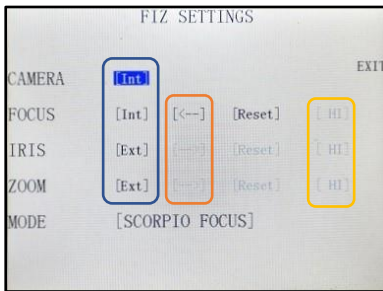 FIZ SETTINGS
EXIT
CAMERA [Int]
FOCUS [Int] [<--] [Reset] [ HI]
IRIS [Ext] [-->] [Reset] [ HI]
ZOOM [Ext] [-->] [Reset] [ HI]
MODE [SCORPIO FOCUS]